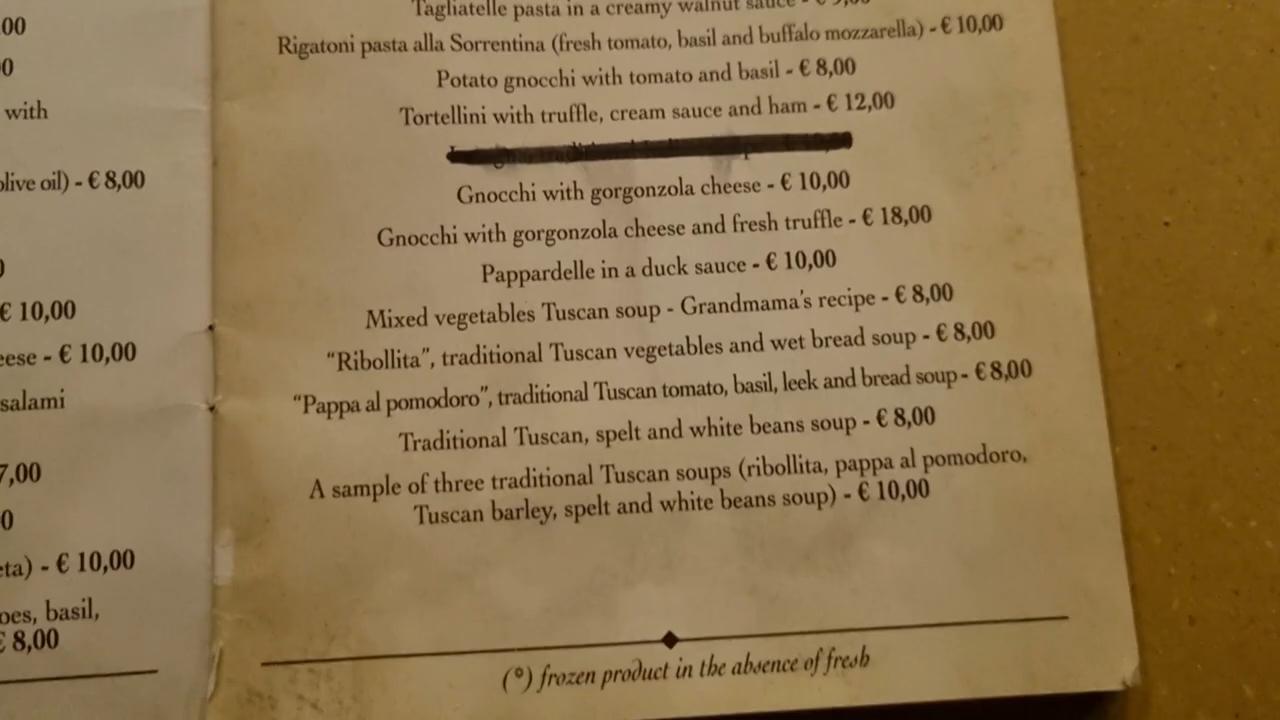 .00
0
with
olive oil) - € 8,00
€ 10,00
eese - € 10,00
salami
7,00
0
eta) - € 10,00
oes, basil,
€ 8,00
Tagliatelle pasta in a creamy walnut sauce - €
Rigatoni pasta alla Sorrentina (fresh tomato, basil and buffalo mozzarella) - € 10,00
Potato gnocchi with tomato and basil - € 8,00
Tortellini with truffle, cream sauce and ham - € 12,00
Gnocchi with gorgonzola cheese - € 10,00
Gnocchi with gorgonzola cheese and fresh truffle - € 18,00
Pappardelle in a duck sauce - € 10,00
Mixed vegetables Tuscan soup - Grandmama's recipe - € 8,00
"Ribollita", traditional Tuscan vegetables and wet bread soup - € 8,00
"Pappa al pomodoro", traditional Tuscan tomato, basil, leek and bread soup - € 8,00
Traditional Tuscan, spelt and white beans soup - € 8,00
A sample of three traditional Tuscan soups (ribollita, pappa al pomodoro,
Tuscan barley, spelt and white beans soup) - € 10,00
(°) frozen product in the absence of fresh